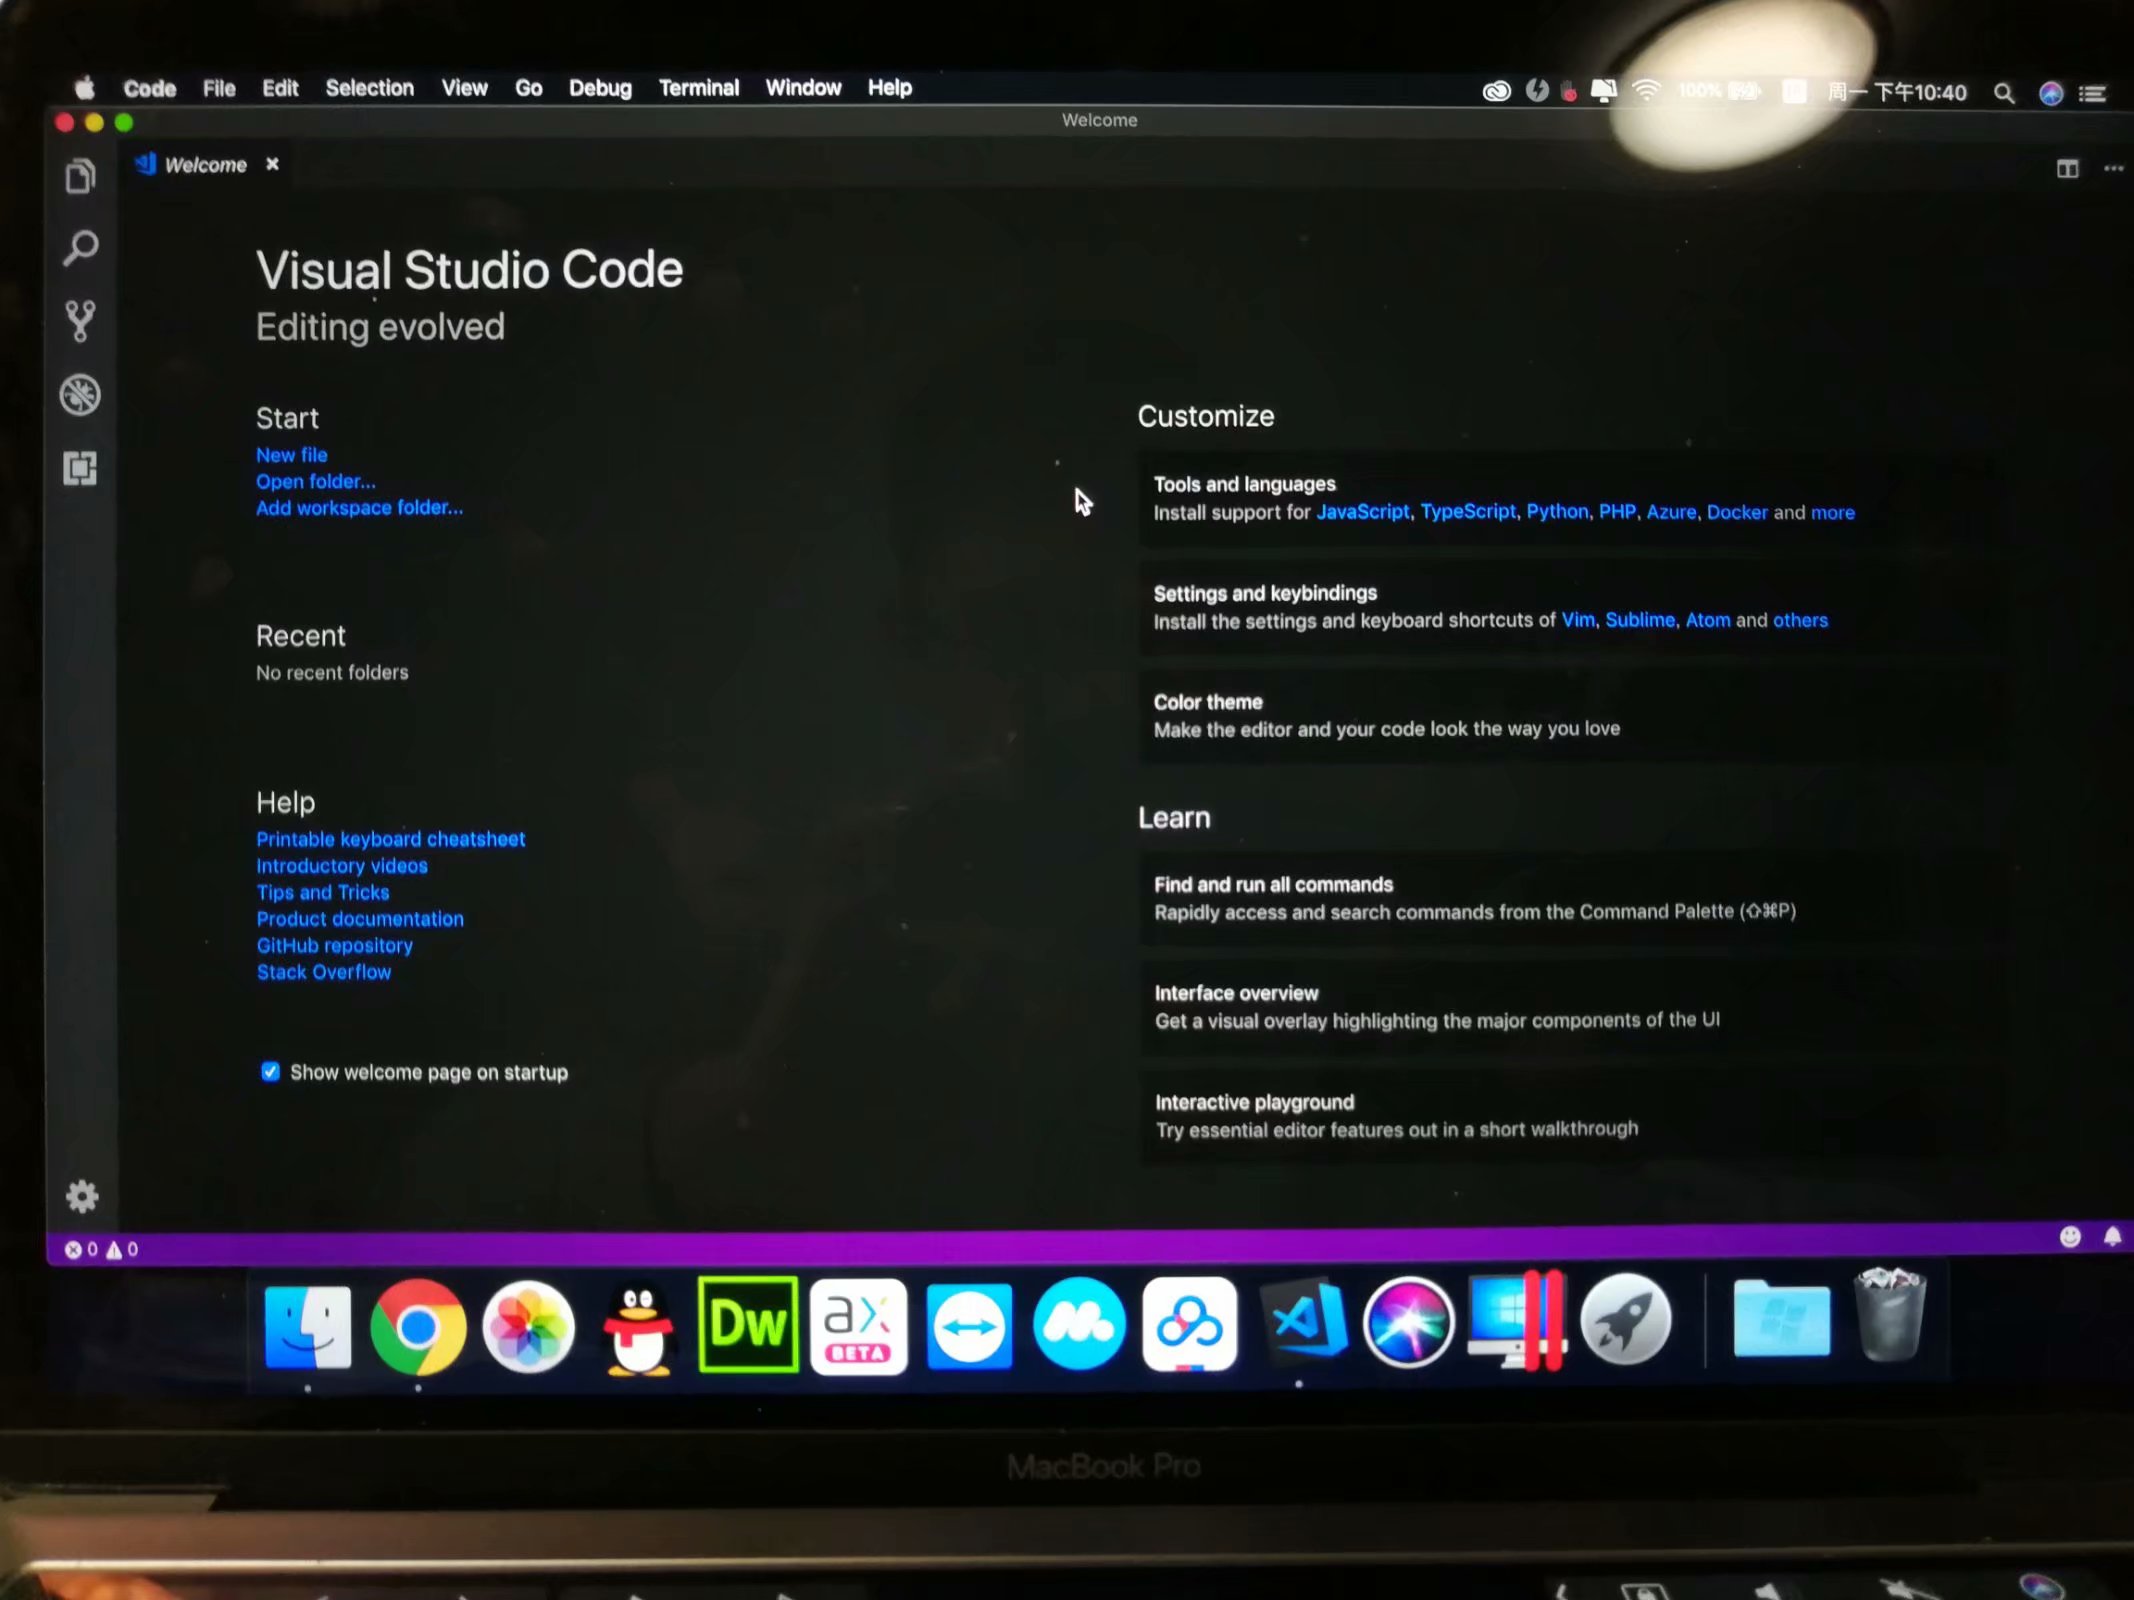 Code File Edit Selection View Go Debug Terminal Window Help
100% 周一 下午10:40
Welcome
Welcome
Visual Studio Code
Editing evolved
Start
New file
Open folder...
Add workspace folder...
Recent
No recent folders
Help
Printable keyboard cheatsheet
Introductory videos
Tips and Tricks
Product documentation
GitHub repository
Stack Overflow
Show welcome page on startup
Customize
Tools and languages
Install support for JavaScript, TypeScript, Python, PHP, Azure, Docker and more
Settings and keybindings
Install the settings and keyboard shortcuts of Vim, Sublime, Atom and others
Color theme
Make the editor and your code look the way you love
Learn
Find and run all commands
Rapidly access and search commands from the Command Palette (⇧⌘P)
Interface overview
Get a visual overlay highlighting the major components of the UI
Interactive playground
Try essential editor features out in a short walkthrough
0 0
Dw
ax
BETA
MacBook Pro